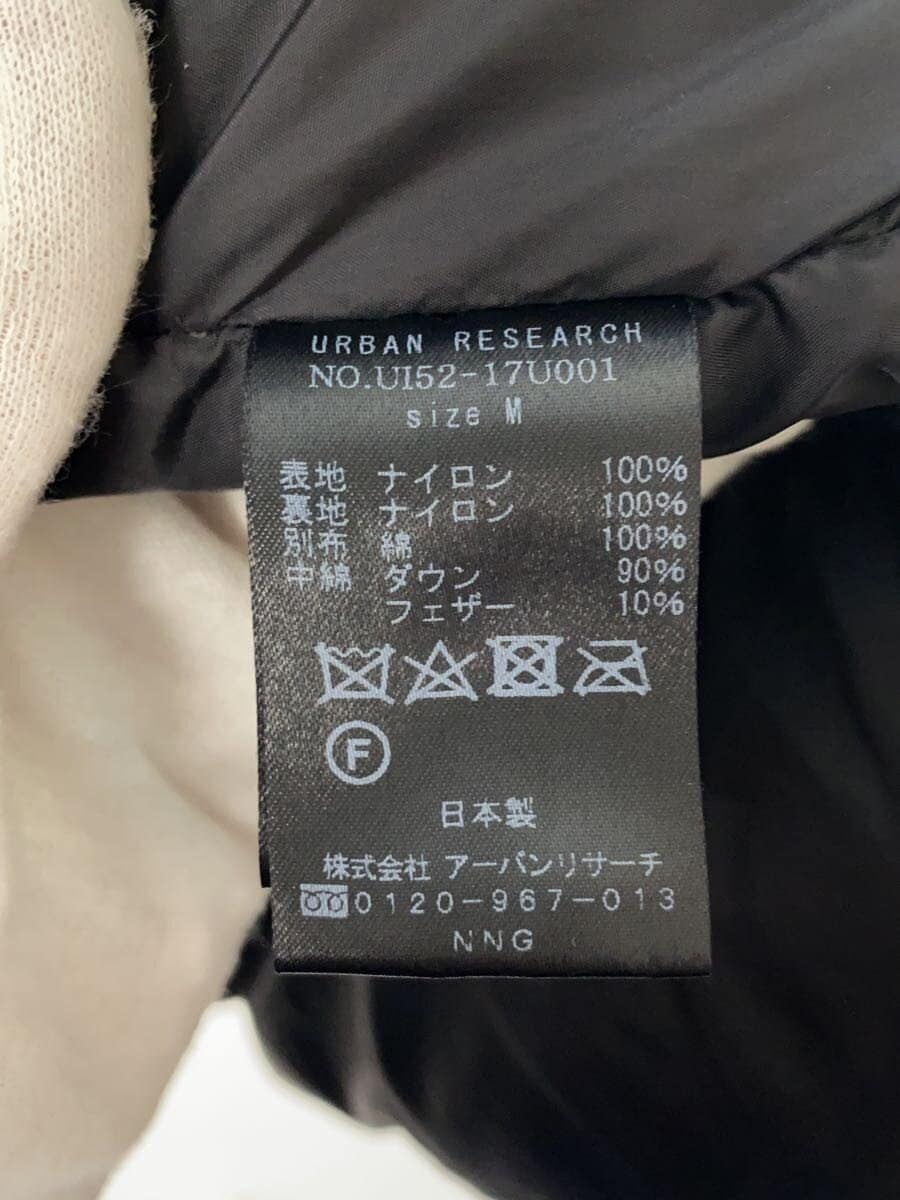 URBAN RESEARCH
NO.UI52-17U001
size M
表地 ナイロン 100%
裏地 ナイロン 100%
別布 綿 100%
中綿 ダウン 90%
フェザー 10%
F
日本製
株式会社 アーバンリサーチ
0120-967-013
NNG